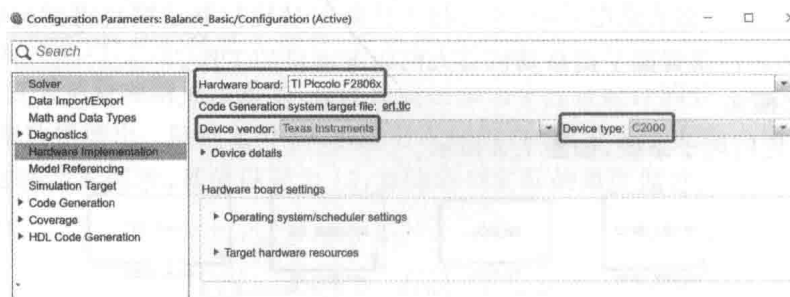 Configuration Parameters: Balance_Basic/Configuration (Active)
Search
Solver
Data Import/Export
Math and Data Types
Diagnostics
Hardware Implementation
Model Referencing
Simulation Target
Code Generation
Coverage
HDL Code Generation
Hardware board: TI Piccolo F2806x
Code Generation system target file: ert.tlc
Device vendor: Texas Instruments Device type: C2000
Device details
Hardware board settings
Operating system/scheduler settings
Target hardware resources